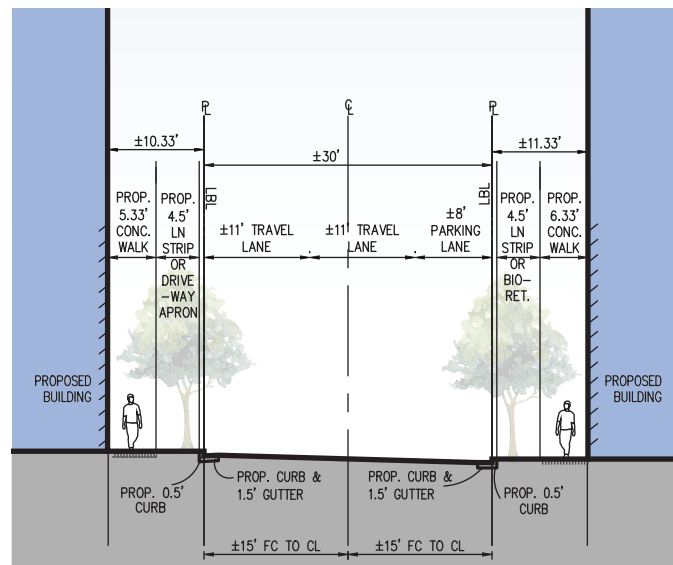 PL
CL
PL
±10.33'
±30'
±11.33'
PROP.
5.33'
CONC.
WALK
PROP.
4.5'
LN
STRIP
OR
DRIVE
-WAY
APRON
LBL
±11' TRAVEL
LANE
±11' TRAVEL
LANE
±8'
PARKING
LANE
LBL
PROP.
4.5'
LN
STRIP
OR
BIO-
RET.
PROP.
6.33'
CONC.
WALK
PROPOSED
BUILDING
PROPOSED
BUILDING
PROP. 0.5'
CURB
PROP. CURB &
1.5' GUTTER
PROP. CURB &
1.5' GUTTER
PROP. 0.5'
CURB
±15' FC TO CL
±15' FC TO CL